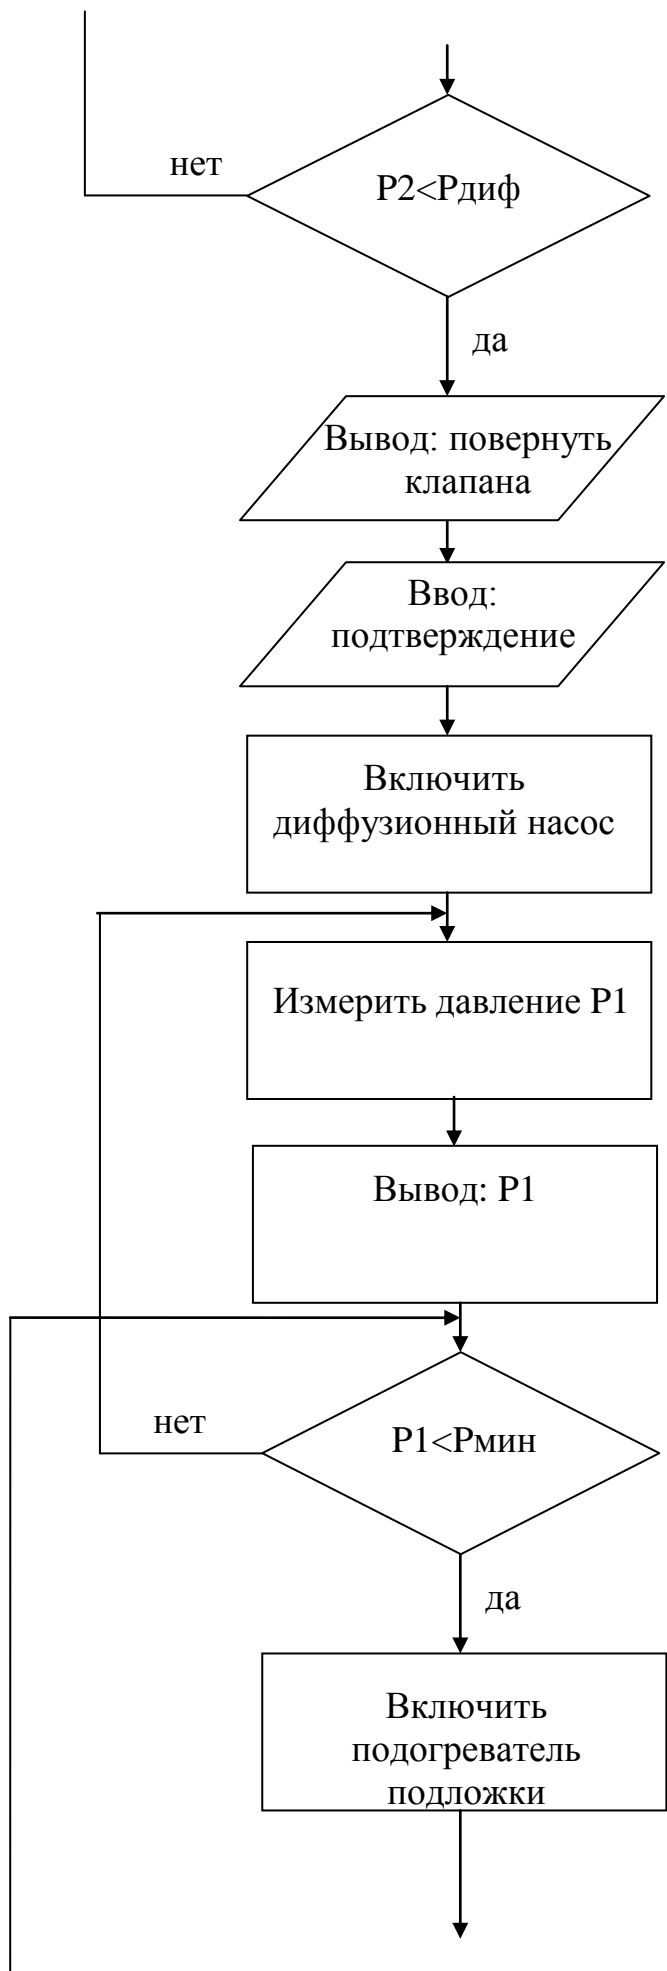 нет
P2<Pдиф
да
Вывод: повернуть
клапана
Ввод:
подтверждение
Включить
диффузионный насос
Измерить давление P1
Вывод: P1
нет
P1<Pмин
да
Включить
подогреватель
подложки